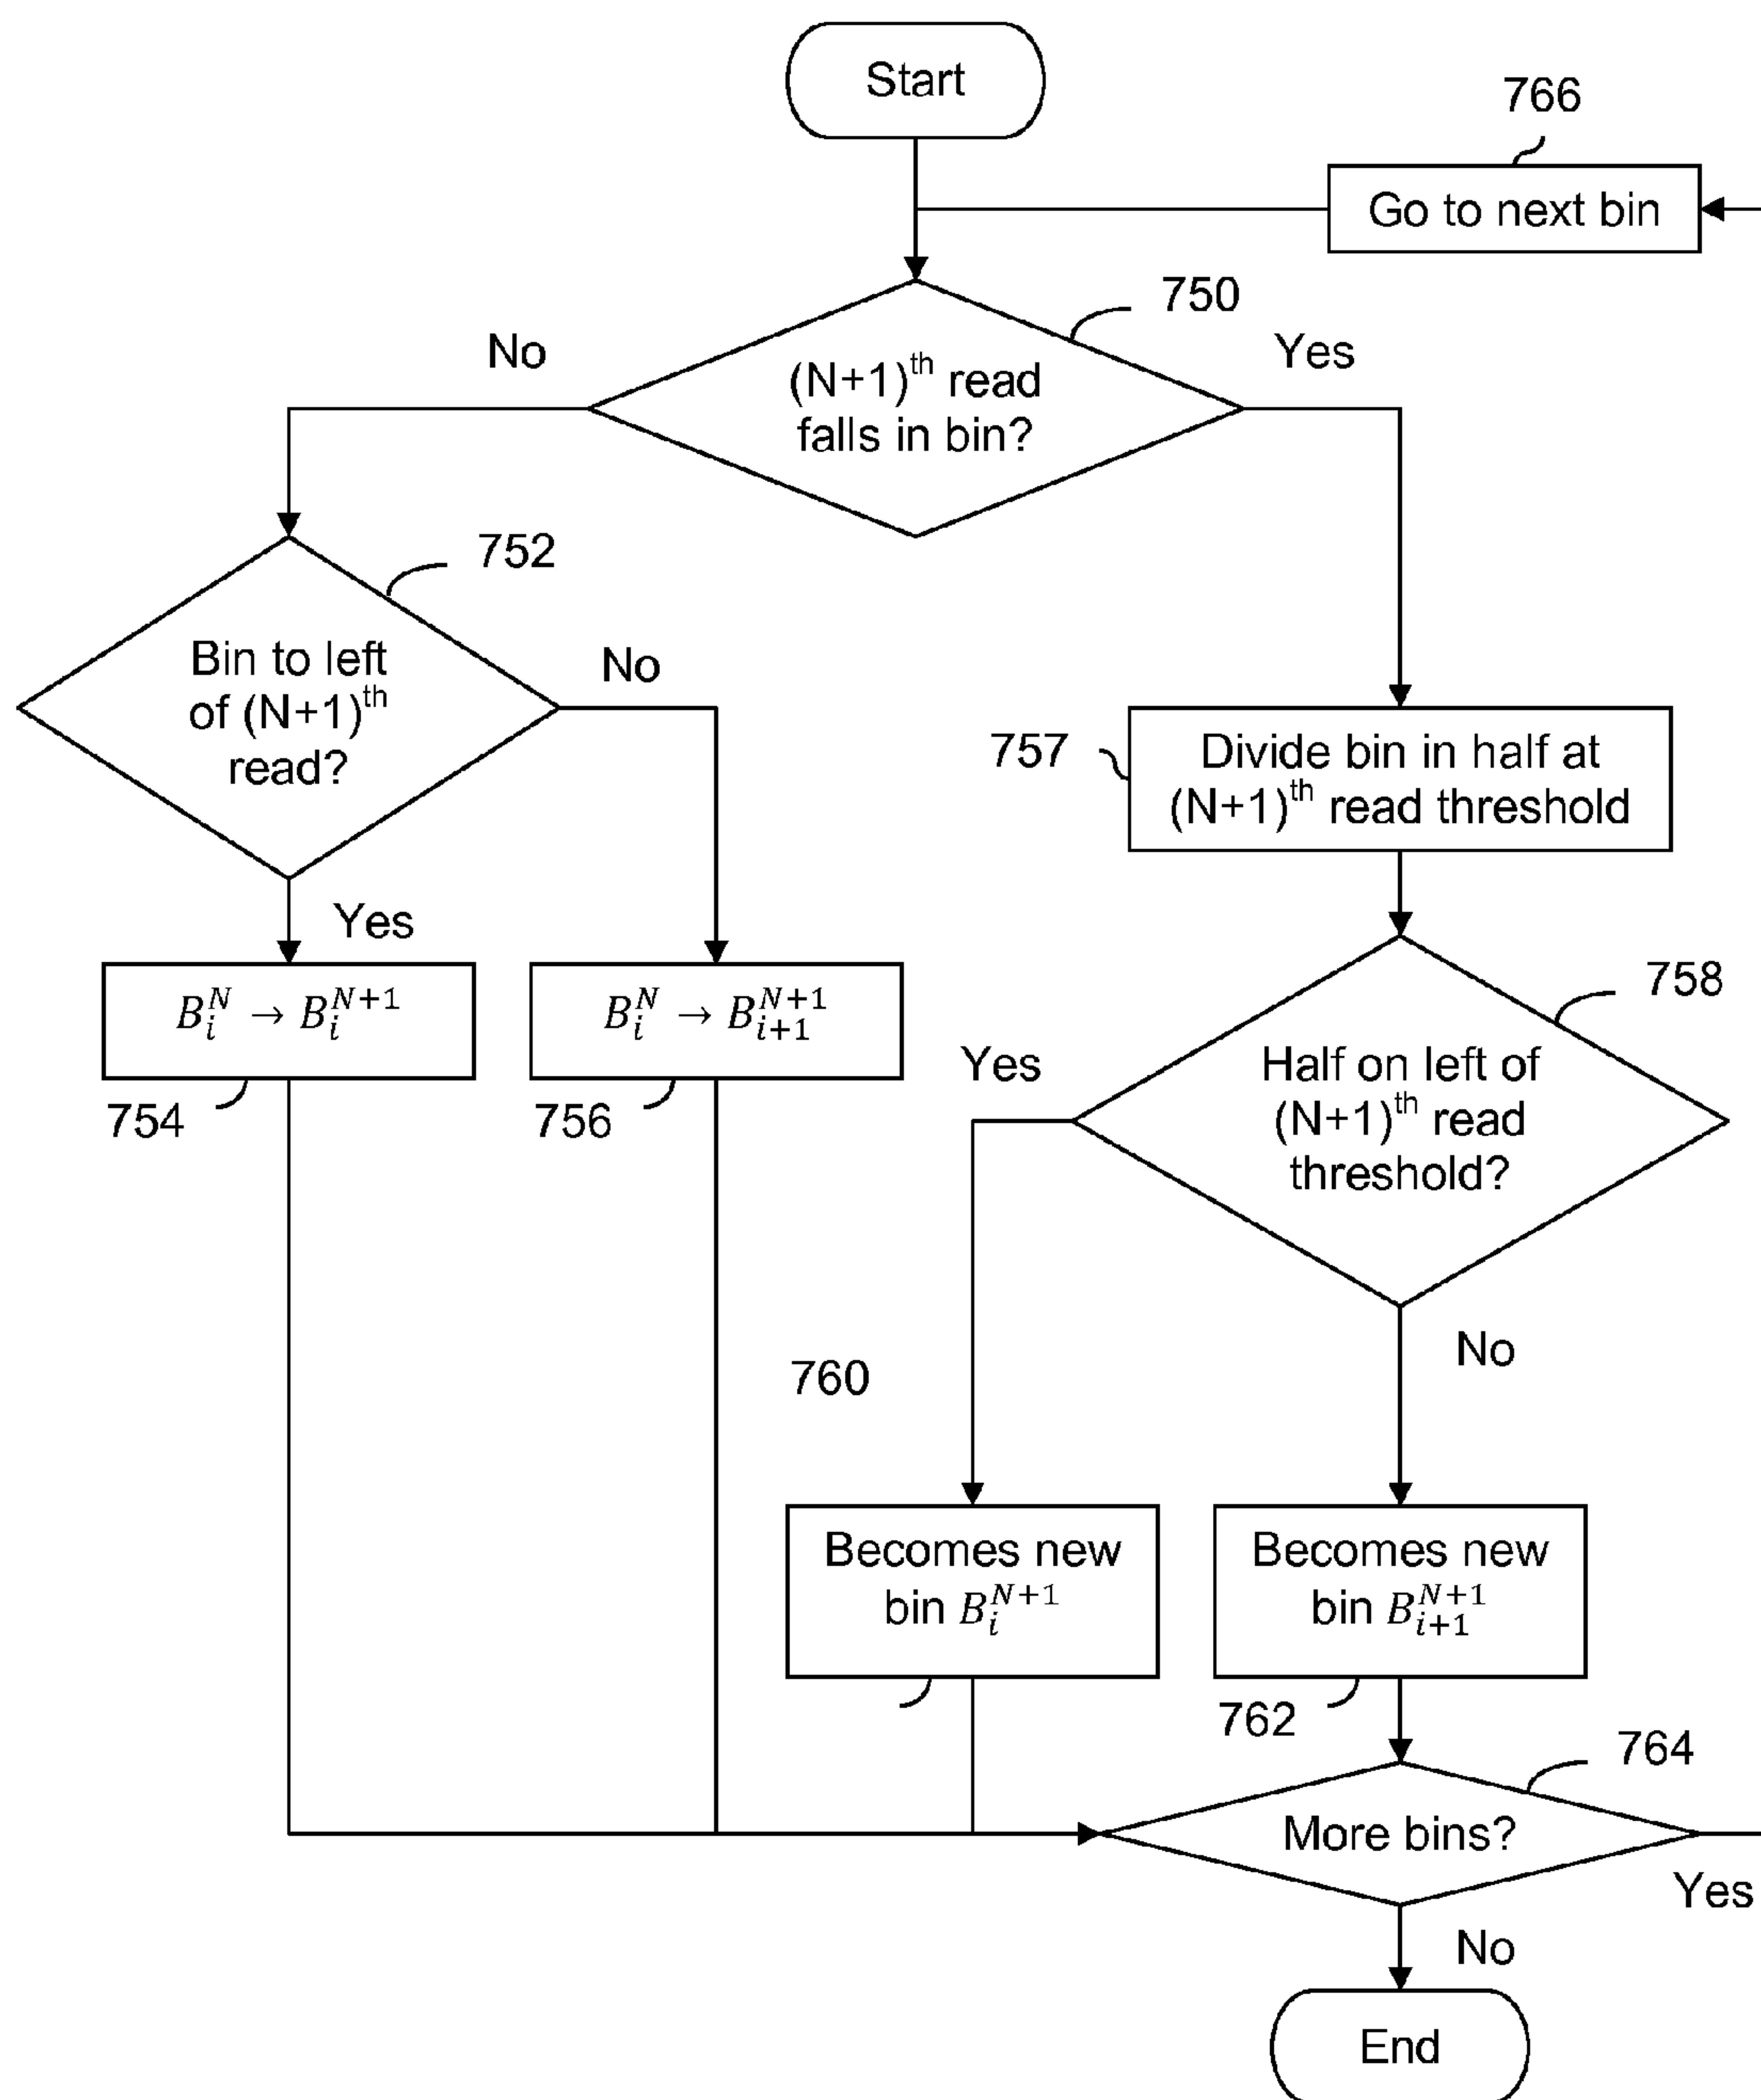 Start
766
Go to next bin
750
No
Yes
(N+1)th read
falls in bin?
752
Bin to left
of (N+1)th
read?
No
757
Divide bin in half at
(N+1)th read threshold
Yes
B_i^N → B_i^{N+1}
B_i^N → B_{i+1}^{N+1}
754
756
758
Yes
Half on left of
(N+1)th read
threshold?
No
760
Becomes new
bin B_i^{N+1}
Becomes new
bin B_{i+1}^{N+1}
762
764
More bins?
Yes
No
End